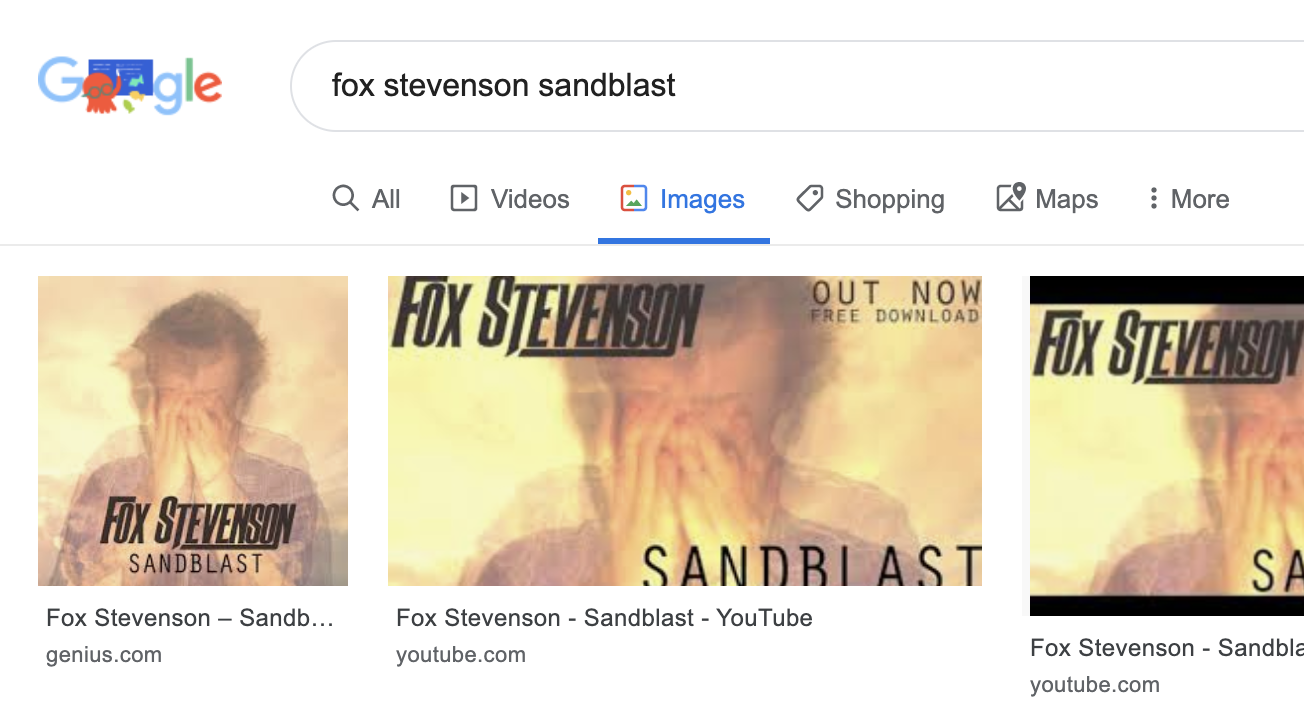 Google
fox stevenson sandblast
All
Videos
Images
Shopping
Maps
More
FOX STEVENSON
SANDBLAST
Fox Stevenson – Sandb...
genius.com
FOX STEVENSON
OUT NOW
FREE DOWNLOAD
SANDBLAST
Fox Stevenson - Sandblast - YouTube
youtube.com
FOX STEVENSON
SA
Fox Stevenson - Sandbla
youtube.com